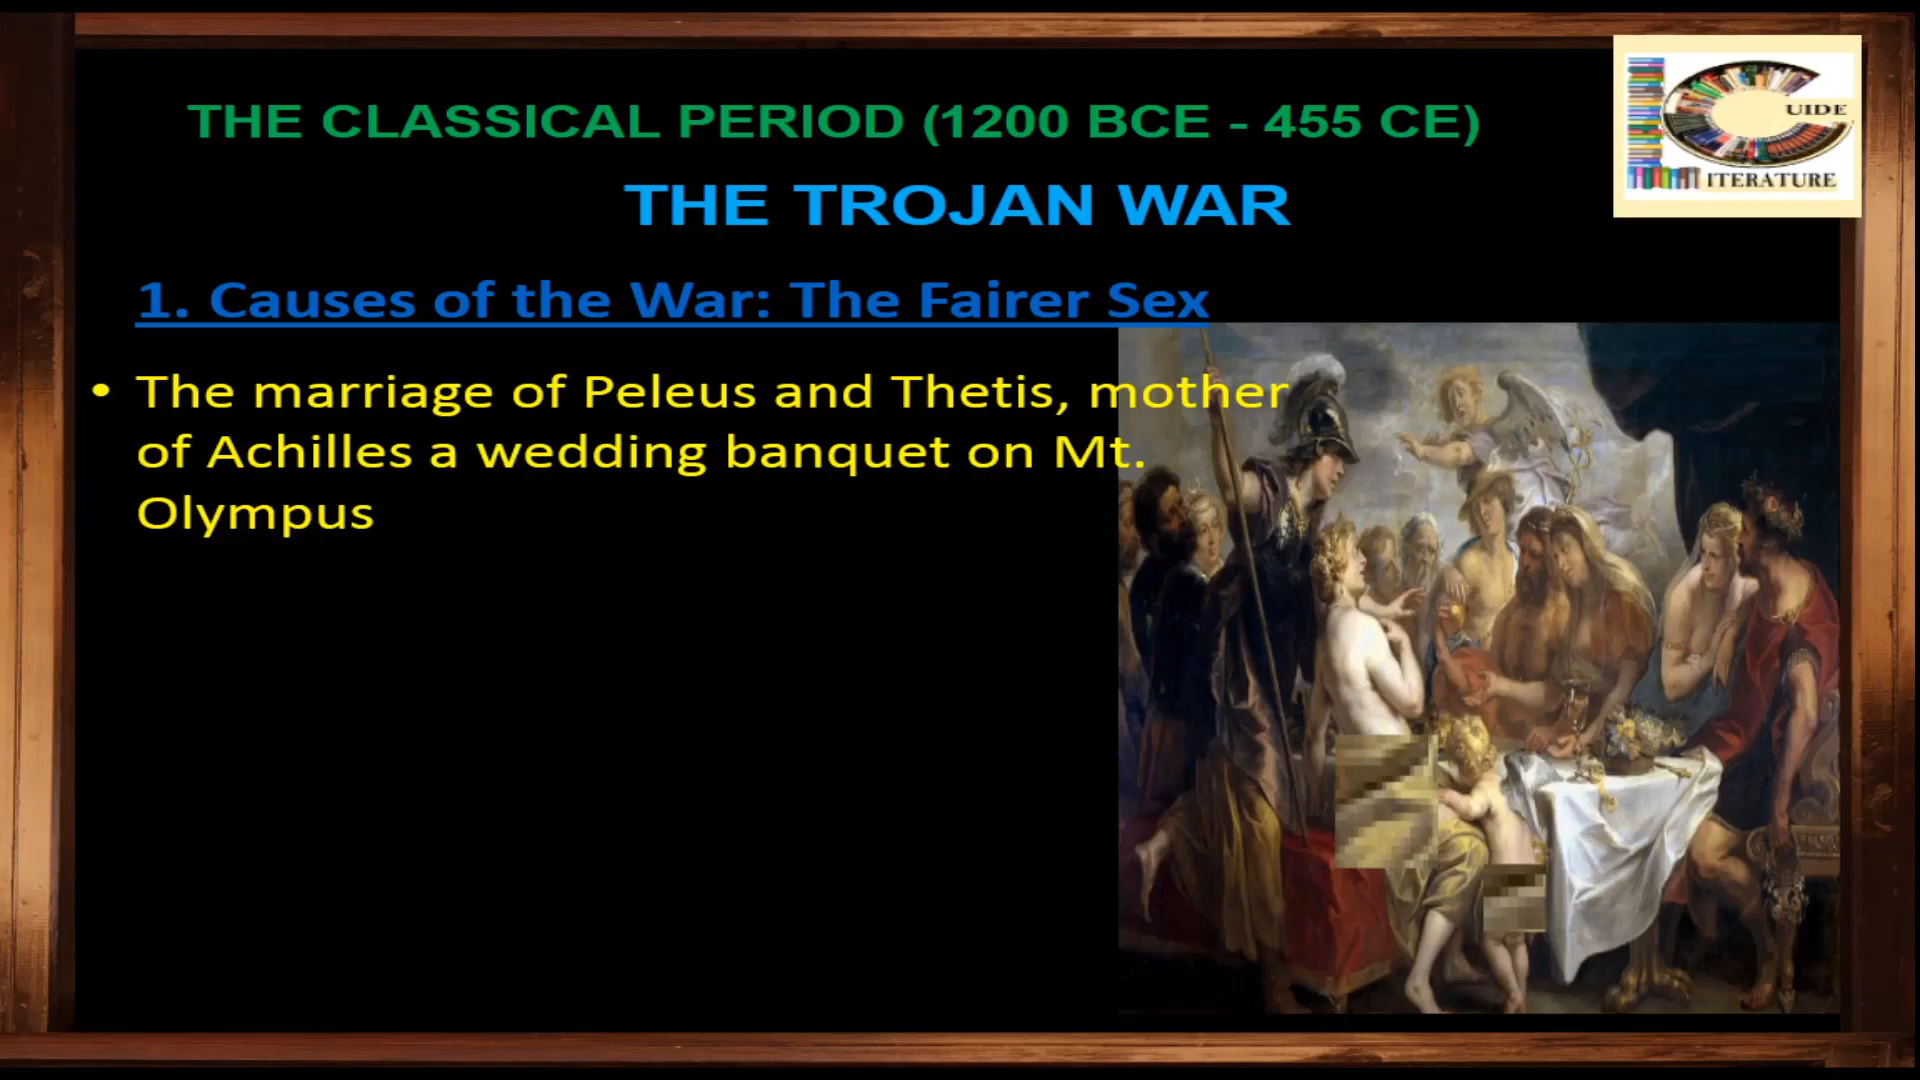 THE CLASSICAL PERIOD (1200 BCE - 455 CE)
UIDE
ITERATURE
THE TROJAN WAR
1. Causes of the War: The Fairer Sex
• The marriage of Peleus and Thetis, mother
of Achilles a wedding banquet on Mt.
Olympus